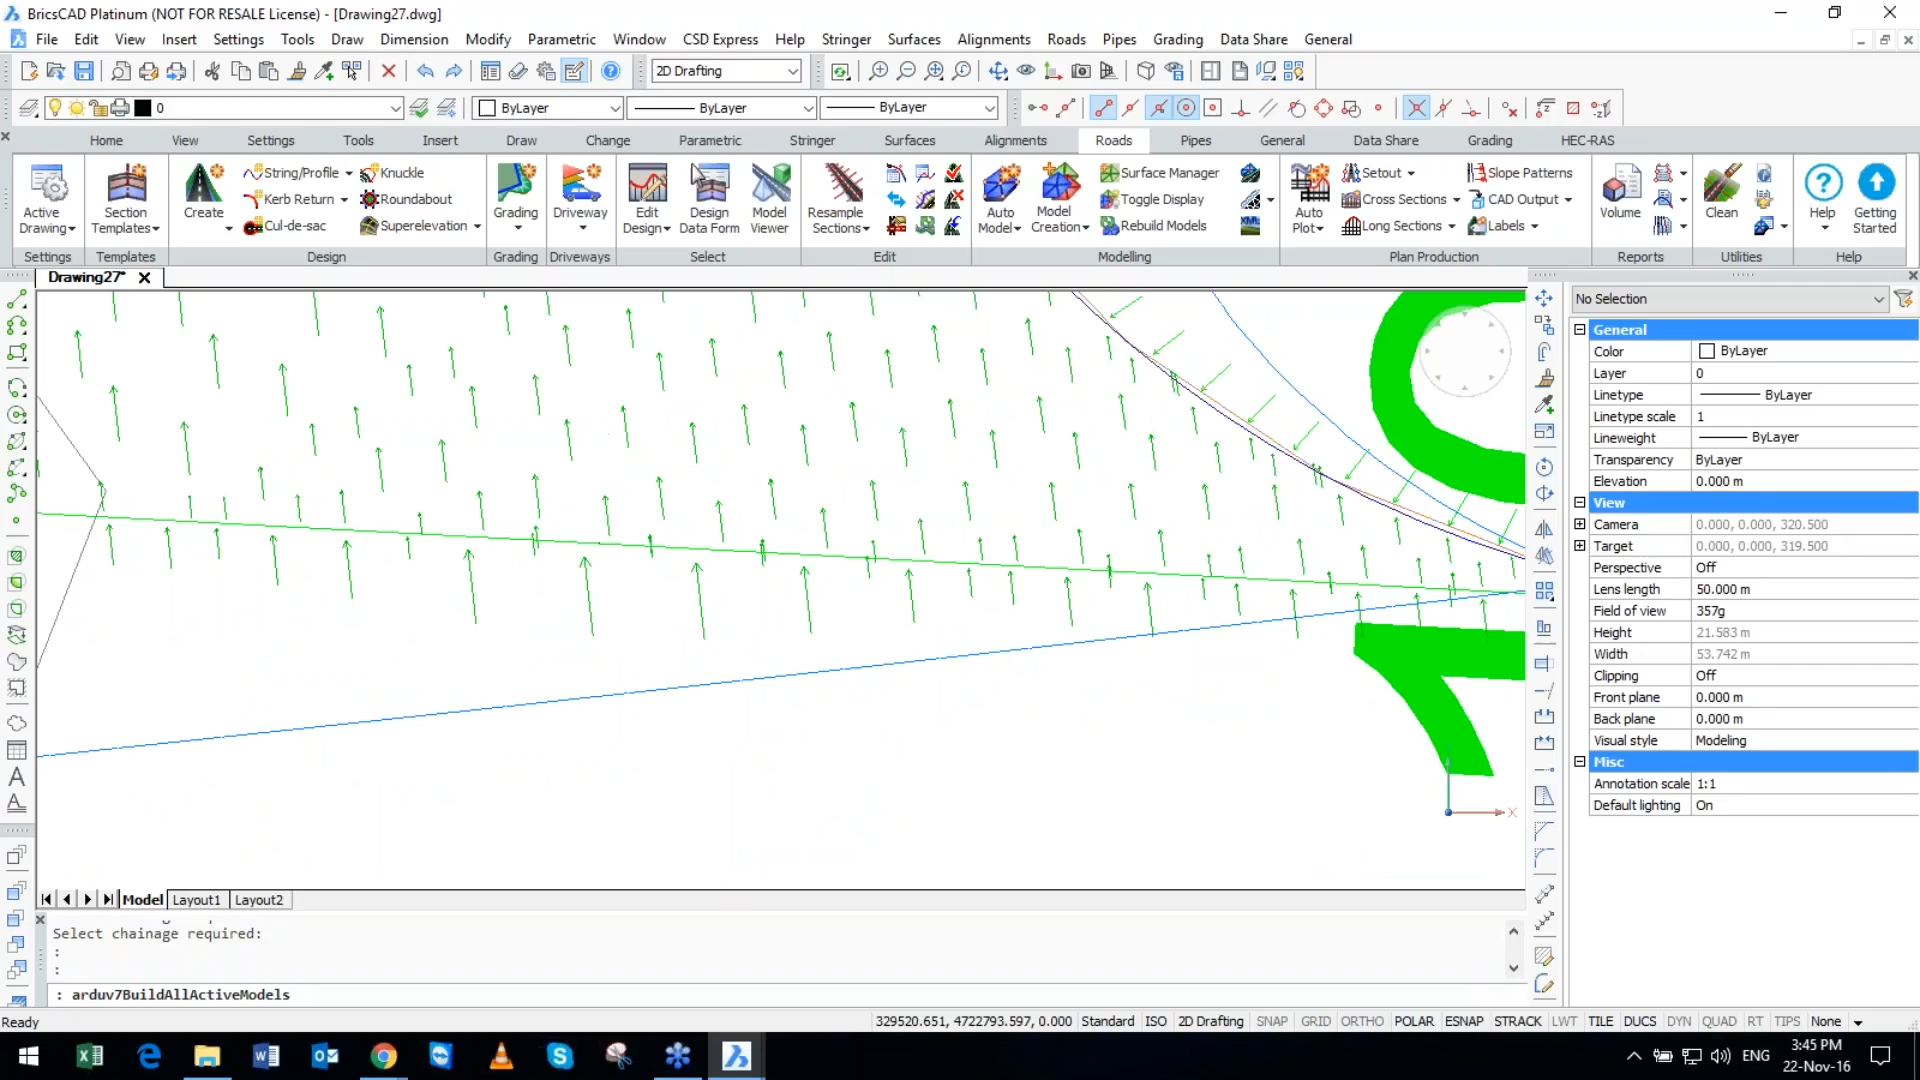 BricsCAD Platinum (NOT FOR RESALE License) - [Drawing27.dwg]
File Edit View Insert Settings Tools Draw Dimension Modify Parametric Window CSD Express Help Stringer Surfaces Alignments Roads Pipes Grading Data Share General
2D Drafting
0 ByLayer ByLayer ByLayer
Home View Settings Tools Insert Draw Change Parametric Stringer Surfaces Alignments Roads Pipes General Data Share Grading HEC-RAS
String/Profile Knuckle Surface Manager Setout Slope Patterns
Kerb Return Roundabout Toggle Display Cross Sections CAD Output
Cul-de-sac Superelevation Rebuild Models Long Sections Labels
Active Drawing
Section Templates
Create
Grading
Driveway
Edit Design
Design Data Form
Model Viewer
Resample Sections
Auto Model
Model Creation
Auto Plot
Volume
Clean
Help
Getting Started
Settings Templates Design Grading Driveways Select Edit Modelling Plan Production Reports Utilities Help
Drawing27*
No Selection
General
Color ByLayer
Layer 0
Linetype ByLayer
Linetype scale 1
Lineweight ByLayer
Transparency ByLayer
Elevation 0.000 m
View
Camera 0.000, 0.000, 320.500
Target 0.000, 0.000, 319.500
Perspective Off
Lens length 50.000 m
Field of view 357g
Height 21.583 m
Width 53.742 m
Clipping Off
Front plane 0.000 m
Back plane 0.000 m
Visual style Modeling
Misc
Annotation scale 1:1
Default lighting On
X
Model Layout1 Layout2
Select chainage required:
:
:
: arduv7BuildAllActiveModels
Ready 329520.651, 4722793.597, 0.000 Standard ISO 2D Drafting SNAP GRID ORTHO POLAR ESNAP STRACK LWT TILE DUCS DYN QUAD RT TIPS None
ENG 3:45 PM
22-Nov-16